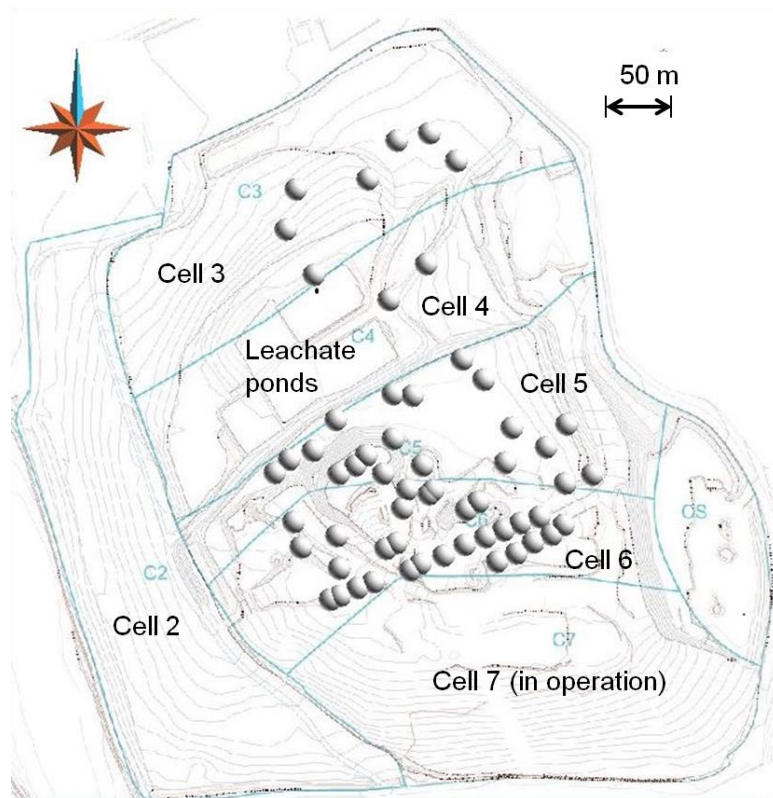 50 m
C3
Cell 3
Cell 4
C4
Leachate
ponds
Cell 5
C5
C6
CS
C2
Cell 6
Cell 2
C7
Cell 7 (in operation)